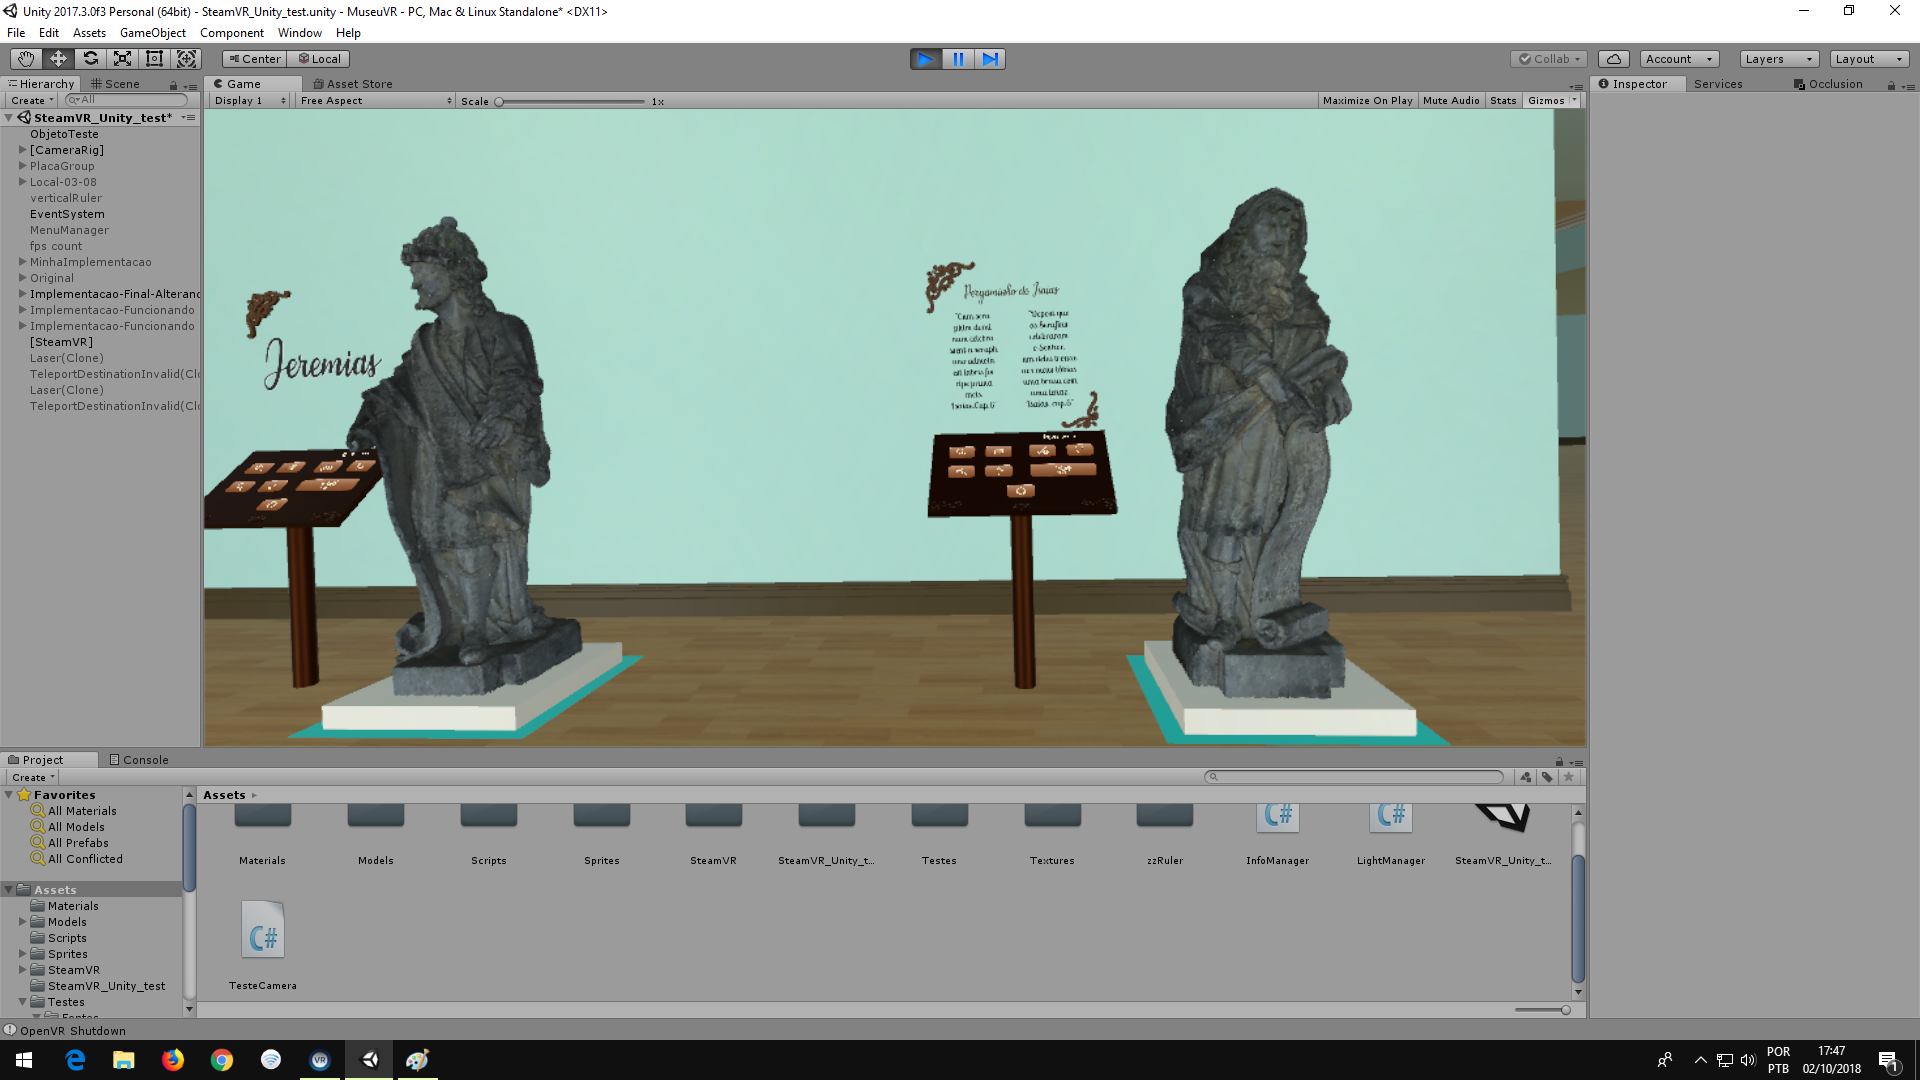 Unity 2017.3.0f3 Personal (64bit) - SteamVR_Unity_test.unity - MuseuVR - PC, Mac & Linux Standalone* <DX11>
File Edit Assets GameObject Component Window Help
Center Local Collab Account Layers Layout
Hierarchy Scene Game Asset Store Inspector Services Occlusion
Create All Display 1 Free Aspect Scale 1x Maximize On Play Mute Audio Stats Gizmos
SteamVR_Unity_test*
ObjetoTeste
[CameraRig]
PlacaGroup
Local-03-08
verticalRuler
EventSystem
MenuManager
fps count
MinhaImplementacao
Original
Implementacao-Final-Alterand
Implementacao-Funcionando
Implementacao-Funcionando
[SteamVR]
Laser(Clone)
TeleportDestinationInvalid(Cl
Laser(Clone)
TeleportDestinationInvalid(Cl
Jeremias
Pergaminho de Isaias
Project Console
Create
Favorites
All Materials
All Models
All Prefabs
All Conflicted
Assets
Materials
Models
Scripts
Sprites
SteamVR
SteamVR_Unity_test
Testes
Fontes
Assets
Materials Models Scripts Sprites SteamVR SteamVR_Unity_t... Testes Textures zzRuler InfoManager LightManager SteamVR_Unity_t...
C# C#
C#
TesteCamera
OpenVR Shutdown
VR
POR
PTB
17:47
02/10/2018
1